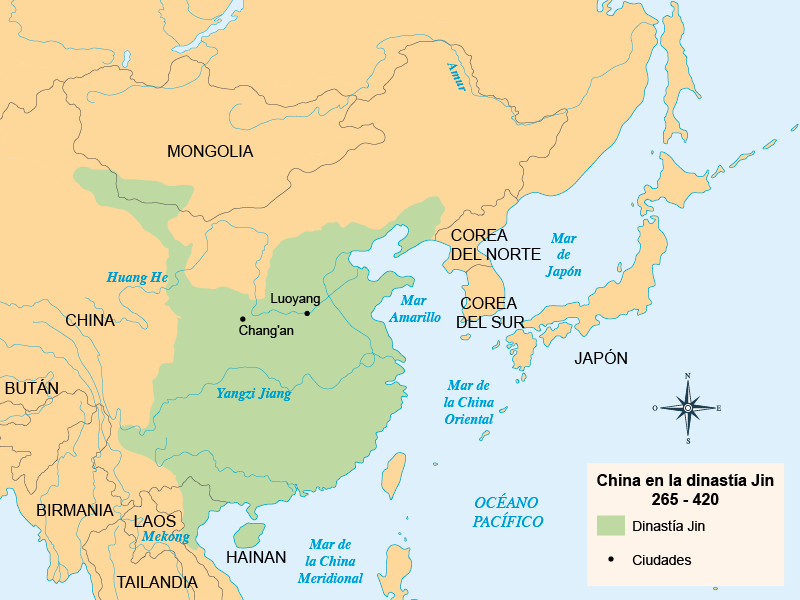 Amur
MONGOLIA
COREA
DEL NORTE
Mar
de
Japón
Huang He
Luoyang
Mar
Amarillo
COREA
DEL SUR
CHINA
Chang'an
JAPÓN
BUTÁN
Yangzi Jiang
Mar de
la China
Oriental
N
O
E
S
China en la dinastía Jin
265 - 420
Dinastía Jin
Ciudades
BIRMANIA
LAOS
Mekong
OCÉANO
PACÍFICO
HAINAN
Mar de
la China
Meridional
TAILANDIA